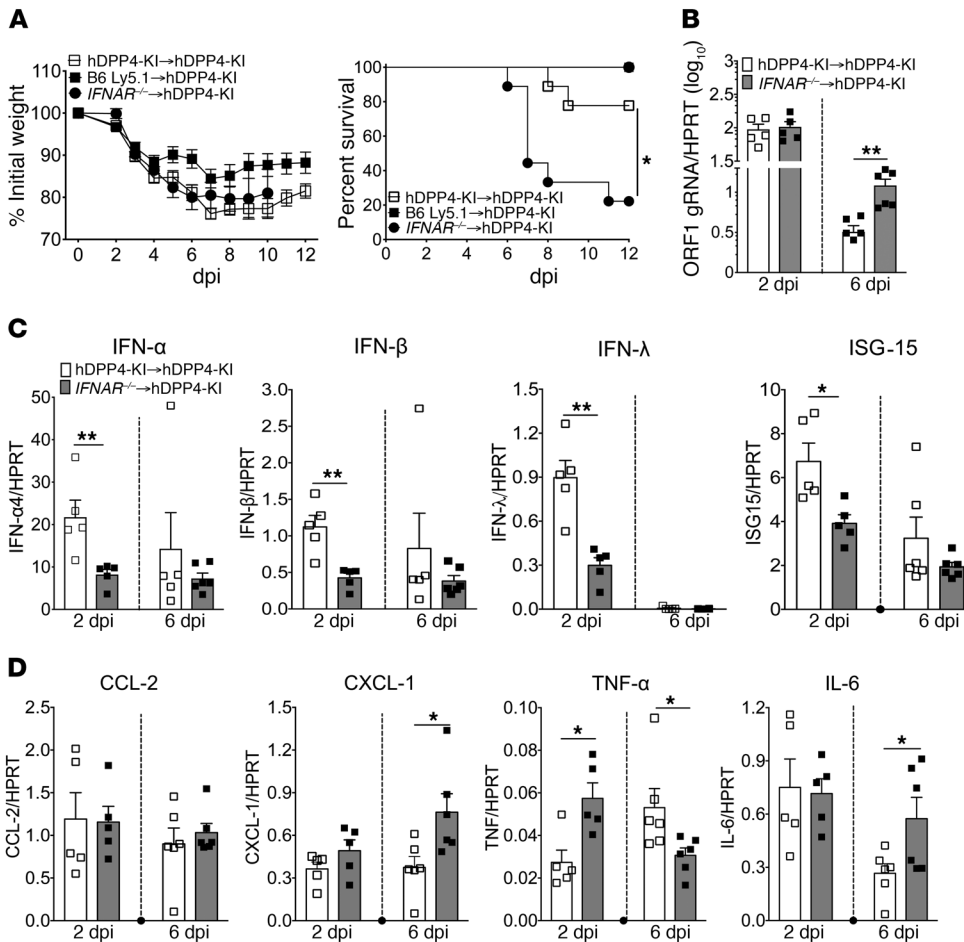 A
hDPP4-KI→hDPP4-KI
B6 Ly5.1→hDPP4-KI
IFNAR⁻/⁻→hDPP4-KI
% Initial weight
110
100
90
80
70
0 2 4 6 8 10 12
dpi
Percent survival
100
80
60
40
20
0
hDPP4-KI→hDPP4-KI
B6 Ly5.1→hDPP4-KI
IFNAR⁻/⁻→hDPP4-KI
*
0 2 4 6 8 10 12
dpi
B
hDPP4-KI→hDPP4-KI
IFNAR⁻/⁻→hDPP4-KI
ORF1 gRNA/HPRT (log₁₀)
3
2
1.5
1.0
0.5
0
**
2 dpi 6 dpi
C
IFN-α
hDPP4-KI→hDPP4-KI
IFNAR⁻/⁻→hDPP4-KI
IFN-α4/HPRT
50
40
30
20
10
0
**
2 dpi 6 dpi
IFN-β
IFN-β/HPRT
3.0
2.5
2.0
1.5
1.0
0.5
0.0
**
2 dpi 6 dpi
IFN-λ
IFN-λ/HPRT
1.5
1.2
0.9
0.6
0.3
0.0
**
2 dpi 6 dpi
ISG-15
ISG15/HPRT
10
8
6
4
2
0
*
2 dpi 6 dpi
D
CCL-2
CCL-2/HPRT
2.5
2.0
1.5
1.0
0.5
0.0
2 dpi 6 dpi
CXCL-1
CXCL-1/HPRT
1.5
1.2
0.9
0.6
0.3
0.0
*
2 dpi 6 dpi
TNF-α
TNF/HPRT
0.10
0.08
0.06
0.04
0.02
0.00
* *
2 dpi 6 dpi
IL-6
IL-6/HPRT
1.2
0.9
0.6
0.3
0.0
*
2 dpi 6 dpi